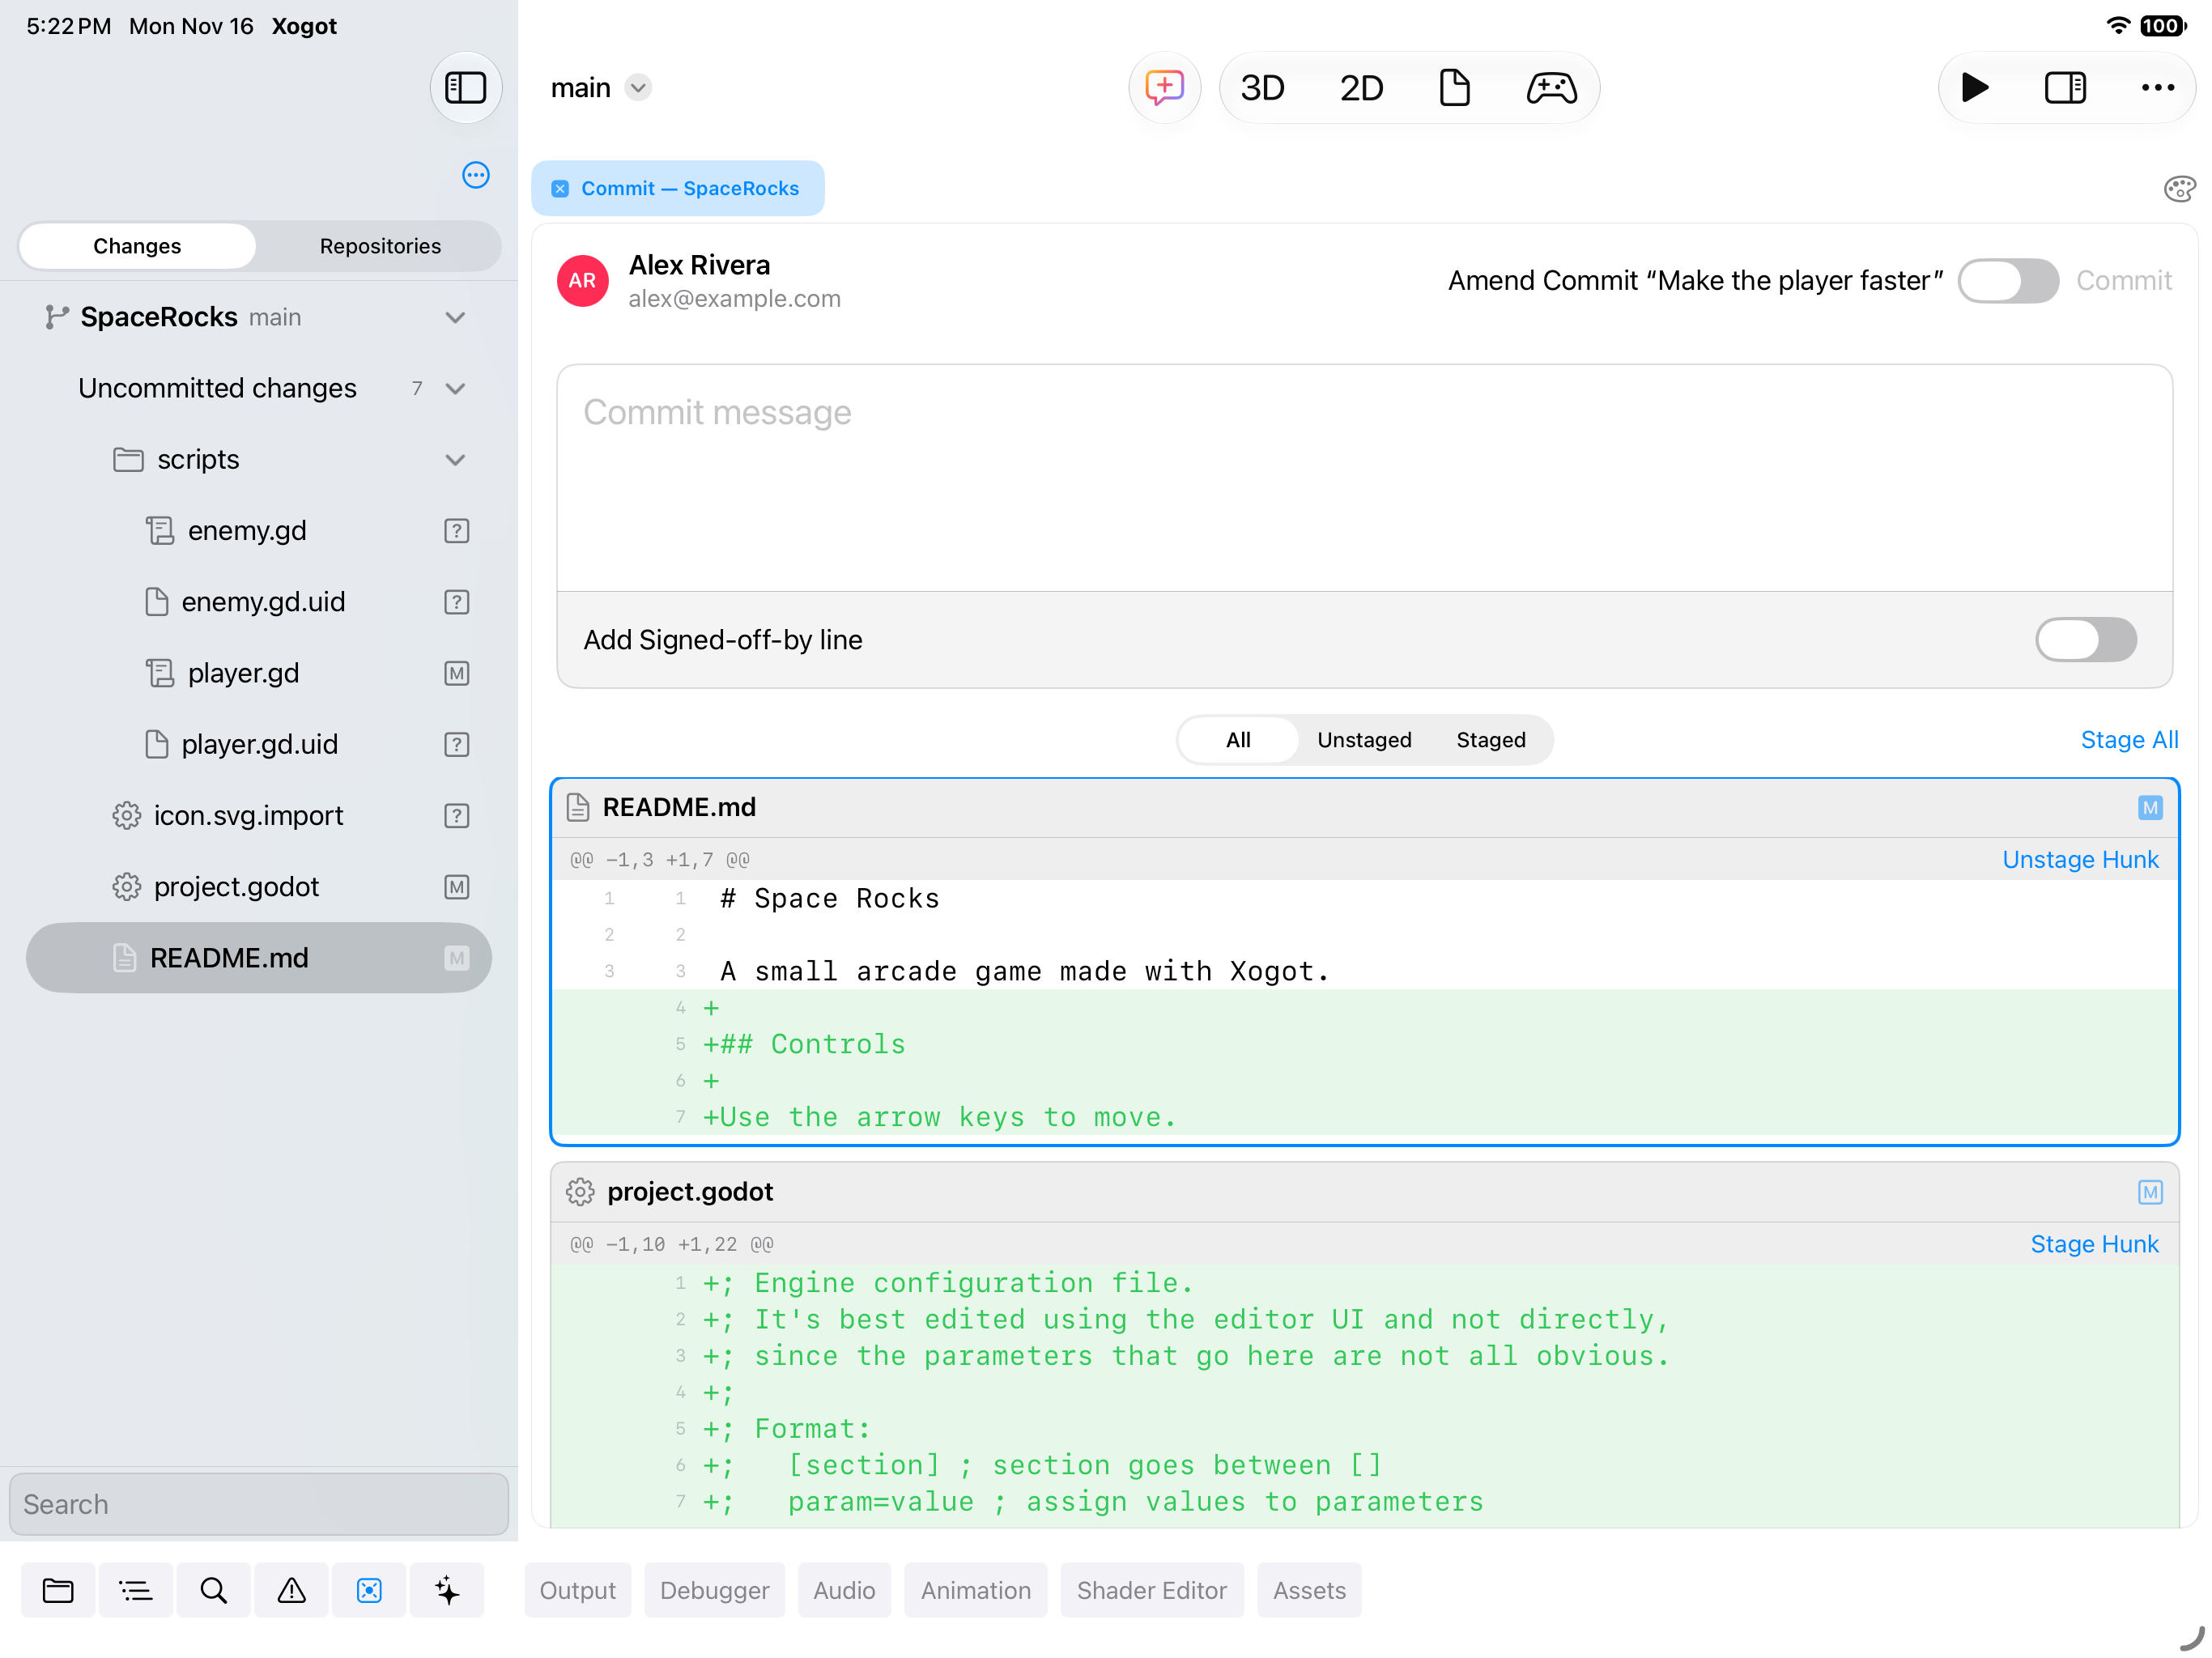 5:22 PM Mon Nov 16 Xogot
100
main
3D 2D
Commit — SpaceRocks
Changes Repositories
SpaceRocks main
Uncommitted changes 7
scripts
enemy.gd ?
enemy.gd.uid ?
player.gd M
player.gd.uid ?
icon.svg.import ?
project.godot M
README.md M
Search
AR
Alex Rivera
alex@example.com
Amend Commit “Make the player faster”
Commit
Commit message
Add Signed-off-by line
All Unstaged Staged
Stage All
README.md M
@@ −1,3 +1,7 @@ Unstage Hunk
1 1 # Space Rocks
2 2
3 3 A small arcade game made with Xogot.
4 +
5 +## Controls
6 +
7 +Use the arrow keys to move.
project.godot M
@@ −1,10 +1,22 @@ Stage Hunk
1 +; Engine configuration file.
2 +; It's best edited using the editor UI and not directly,
3 +; since the parameters that go here are not all obvious.
4 +;
5 +; Format:
6 +;   [section] ; section goes between []
7 +;   param=value ; assign values to parameters
Output Debugger Audio Animation Shader Editor Assets